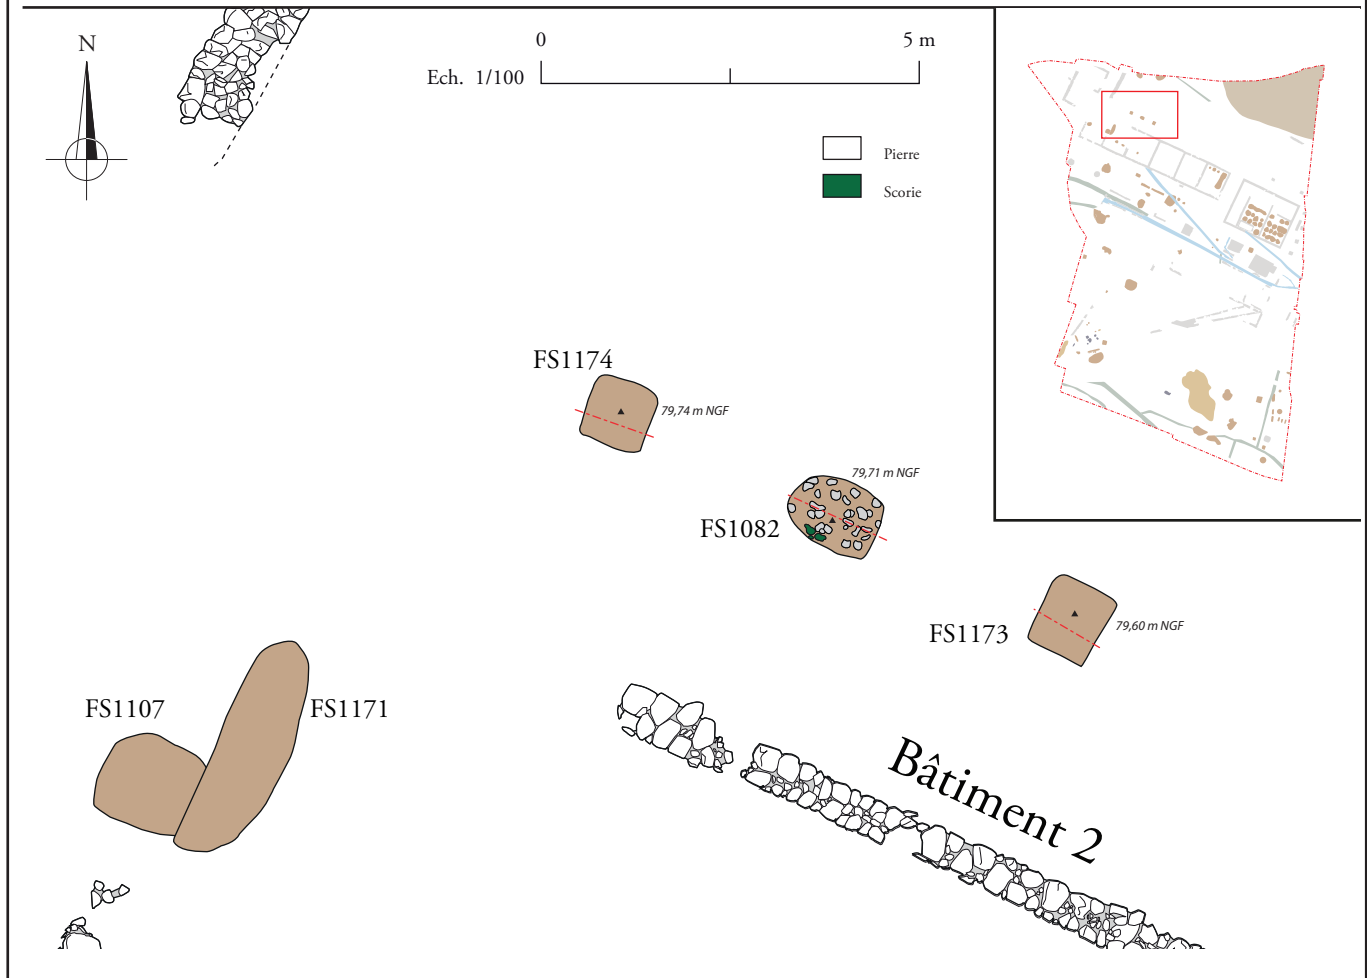 N
0 5 m
Ech. 1/100
Pierre
Scorie
FS1174
79,74 m NGF
79,71 m NGF
FS1082
FS1173
79,60 m NGF
FS1107
FS1171
Bâtiment 2